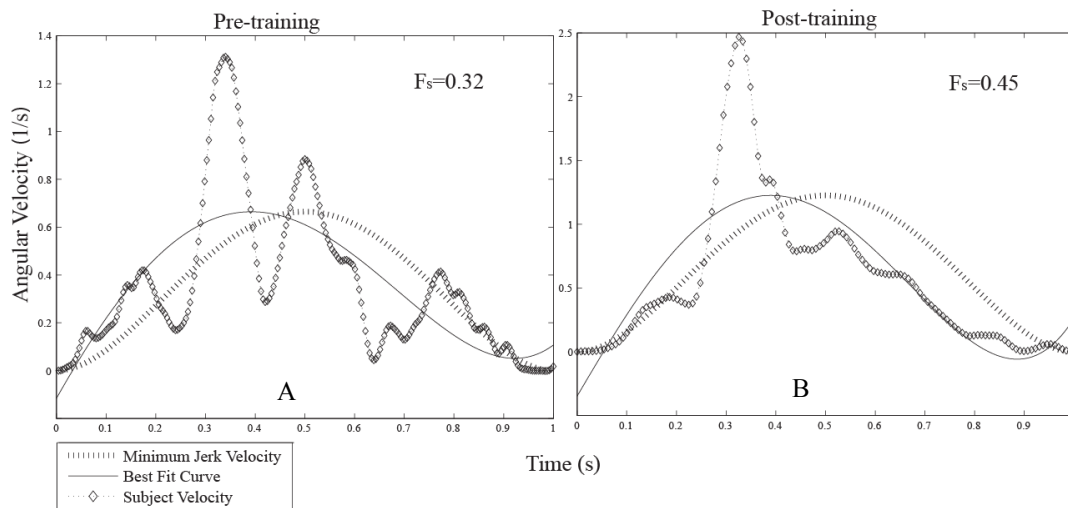 Pre-training
Post-training
Angular Velocity (1/s)
1.4
1.2
1
0.8
0.6
0.4
0.2
0
Fs=0.32
A
0 0.1 0.2 0.3 0.4 0.5 0.6 0.7 0.8 0.9 1
2.5
2
1.5
1
0.5
0
Fs=0.45
B
0 0.1 0.2 0.3 0.4 0.5 0.6 0.7 0.8 0.9
Time (s)
Minimum Jerk Velocity
Best Fit Curve
Subject Velocity